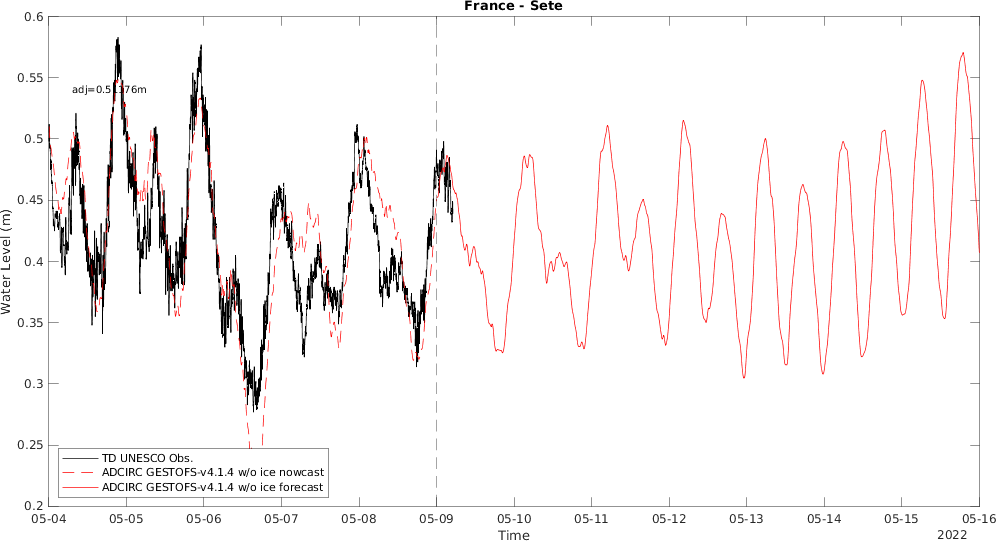 France - Sete
0.6
0.55
0.5
0.45
0.4
0.35
0.3
0.25
0.2
Water Level (m)
adj=0.51176m
TD UNESCO Obs.
ADCIRC GESTOFS-v4.1.4 w/o ice nowcast
ADCIRC GESTOFS-v4.1.4 w/o ice forecast
05-04 05-05 05-06 05-07 05-08 05-09 05-10 05-11 05-12 05-13 05-14 05-15 05-16
Time
2022